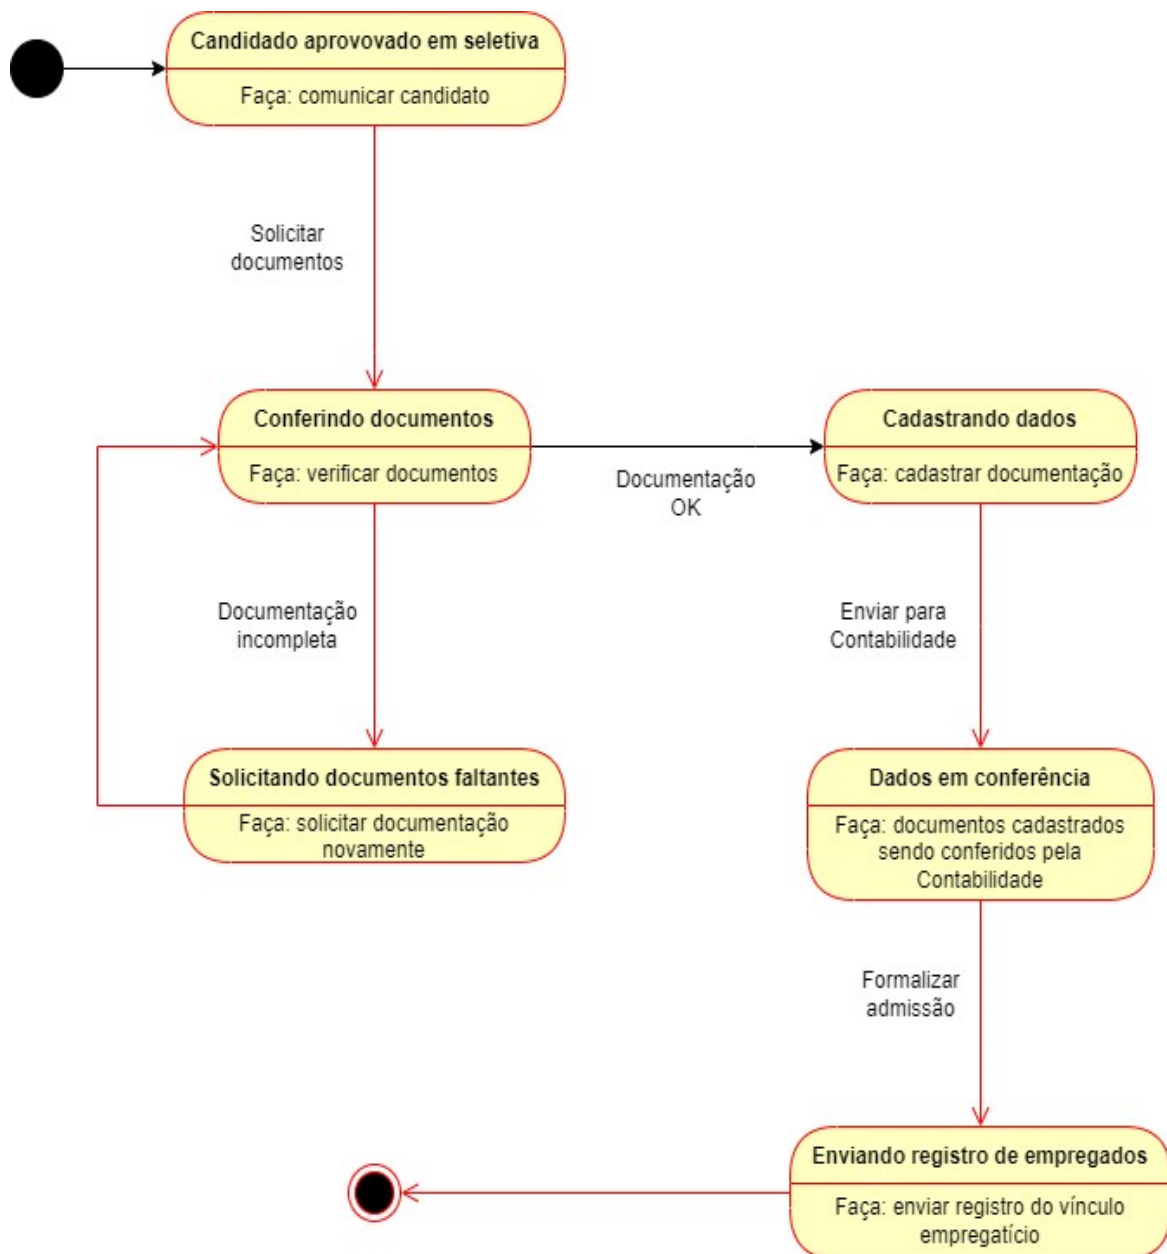 Candidado aprovovado em seletiva
Faça: comunicar candidato
Solicitar
documentos
Conferindo documentos
Faça: verificar documentos
Documentação
OK
Cadastrando dados
Faça: cadastrar documentação
Documentação
incompleta
Enviar para
Contabilidade
Solicitando documentos faltantes
Faça: solicitar documentação
novamente
Dados em conferência
Faça: documentos cadastrados
sendo conferidos pela
Contabilidade
Formalizar
admissão
Enviando registro de empregados
Faça: enviar registro do vínculo
empregatício